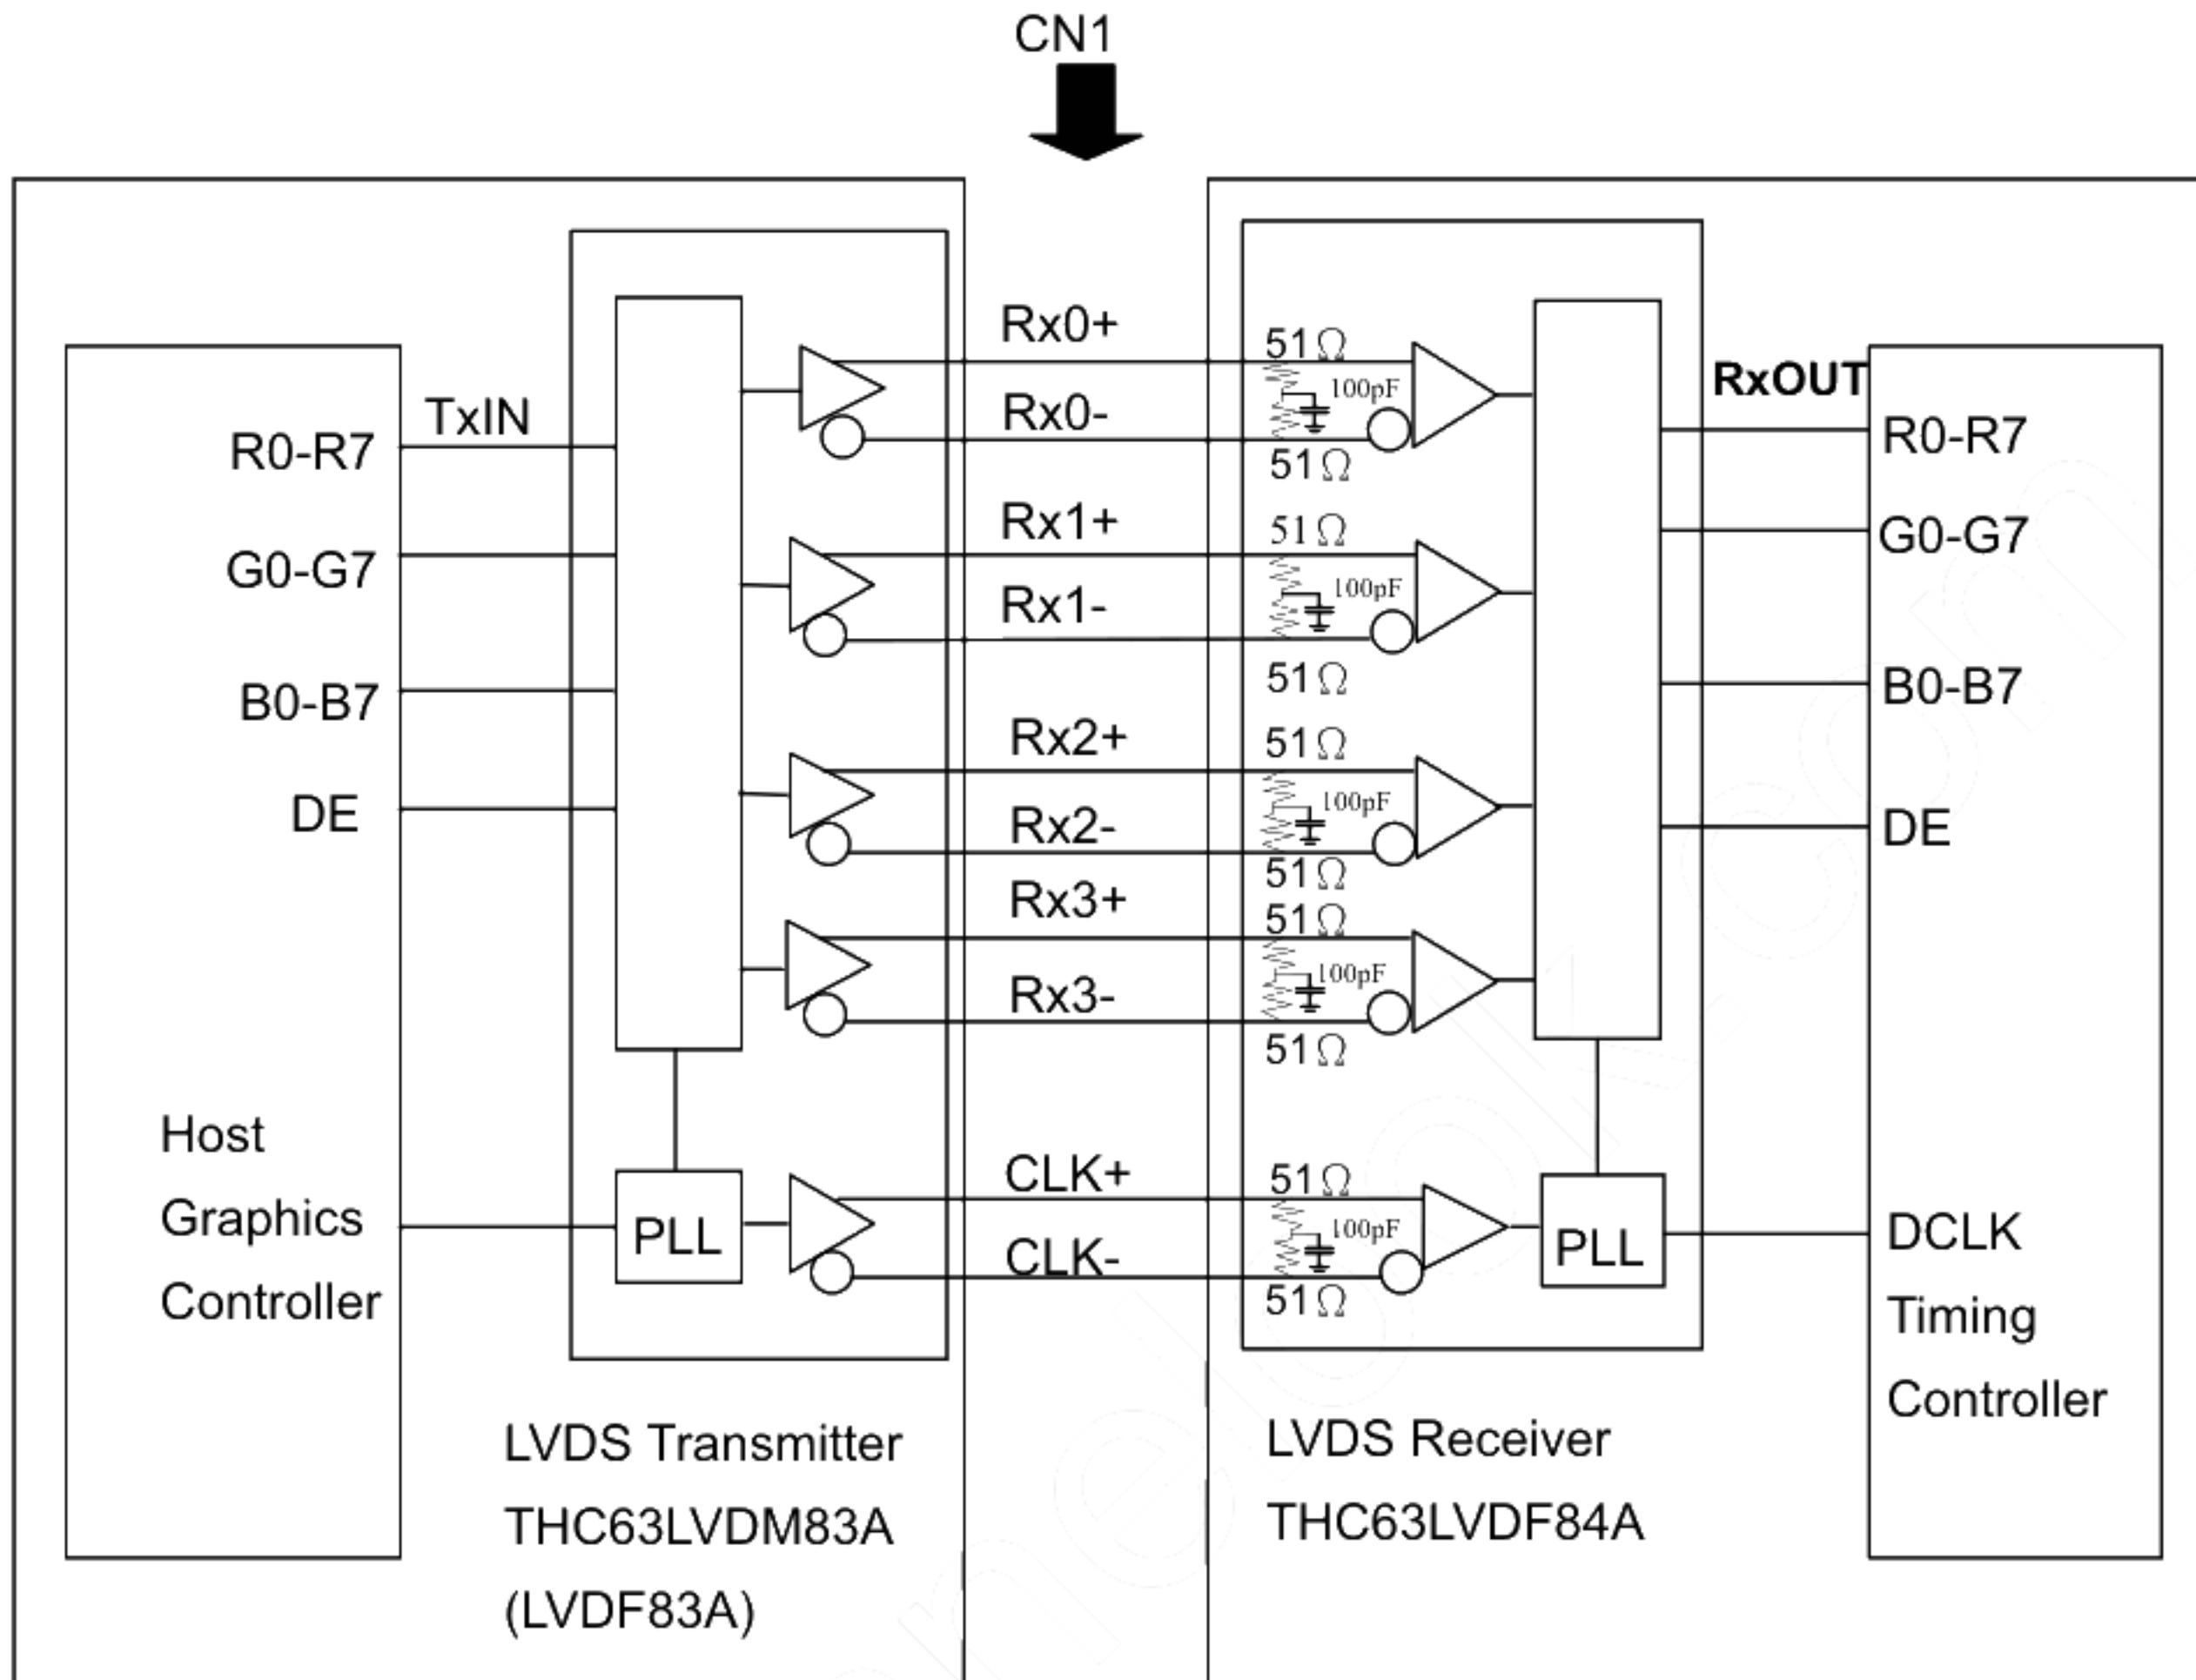 CN1
TxIN
R0-R7
G0-G7
B0-B7
DE
Host
Graphics
Controller
PLL
LVDS Transmitter
THC63LVDM83A
(LVDF83A)
Rx0+
Rx0-
Rx1+
Rx1-
Rx2+
Rx2-
Rx3+
Rx3-
CLK+
CLK-
51Ω
100pF
51Ω
51Ω
100pF
51Ω
51Ω
100pF
51Ω
51Ω
100pF
51Ω
51Ω
100pF
51Ω
PLL
LVDS Receiver
THC63LVDF84A
RxOUT
R0-R7
G0-G7
B0-B7
DE
DCLK
Timing
Controller